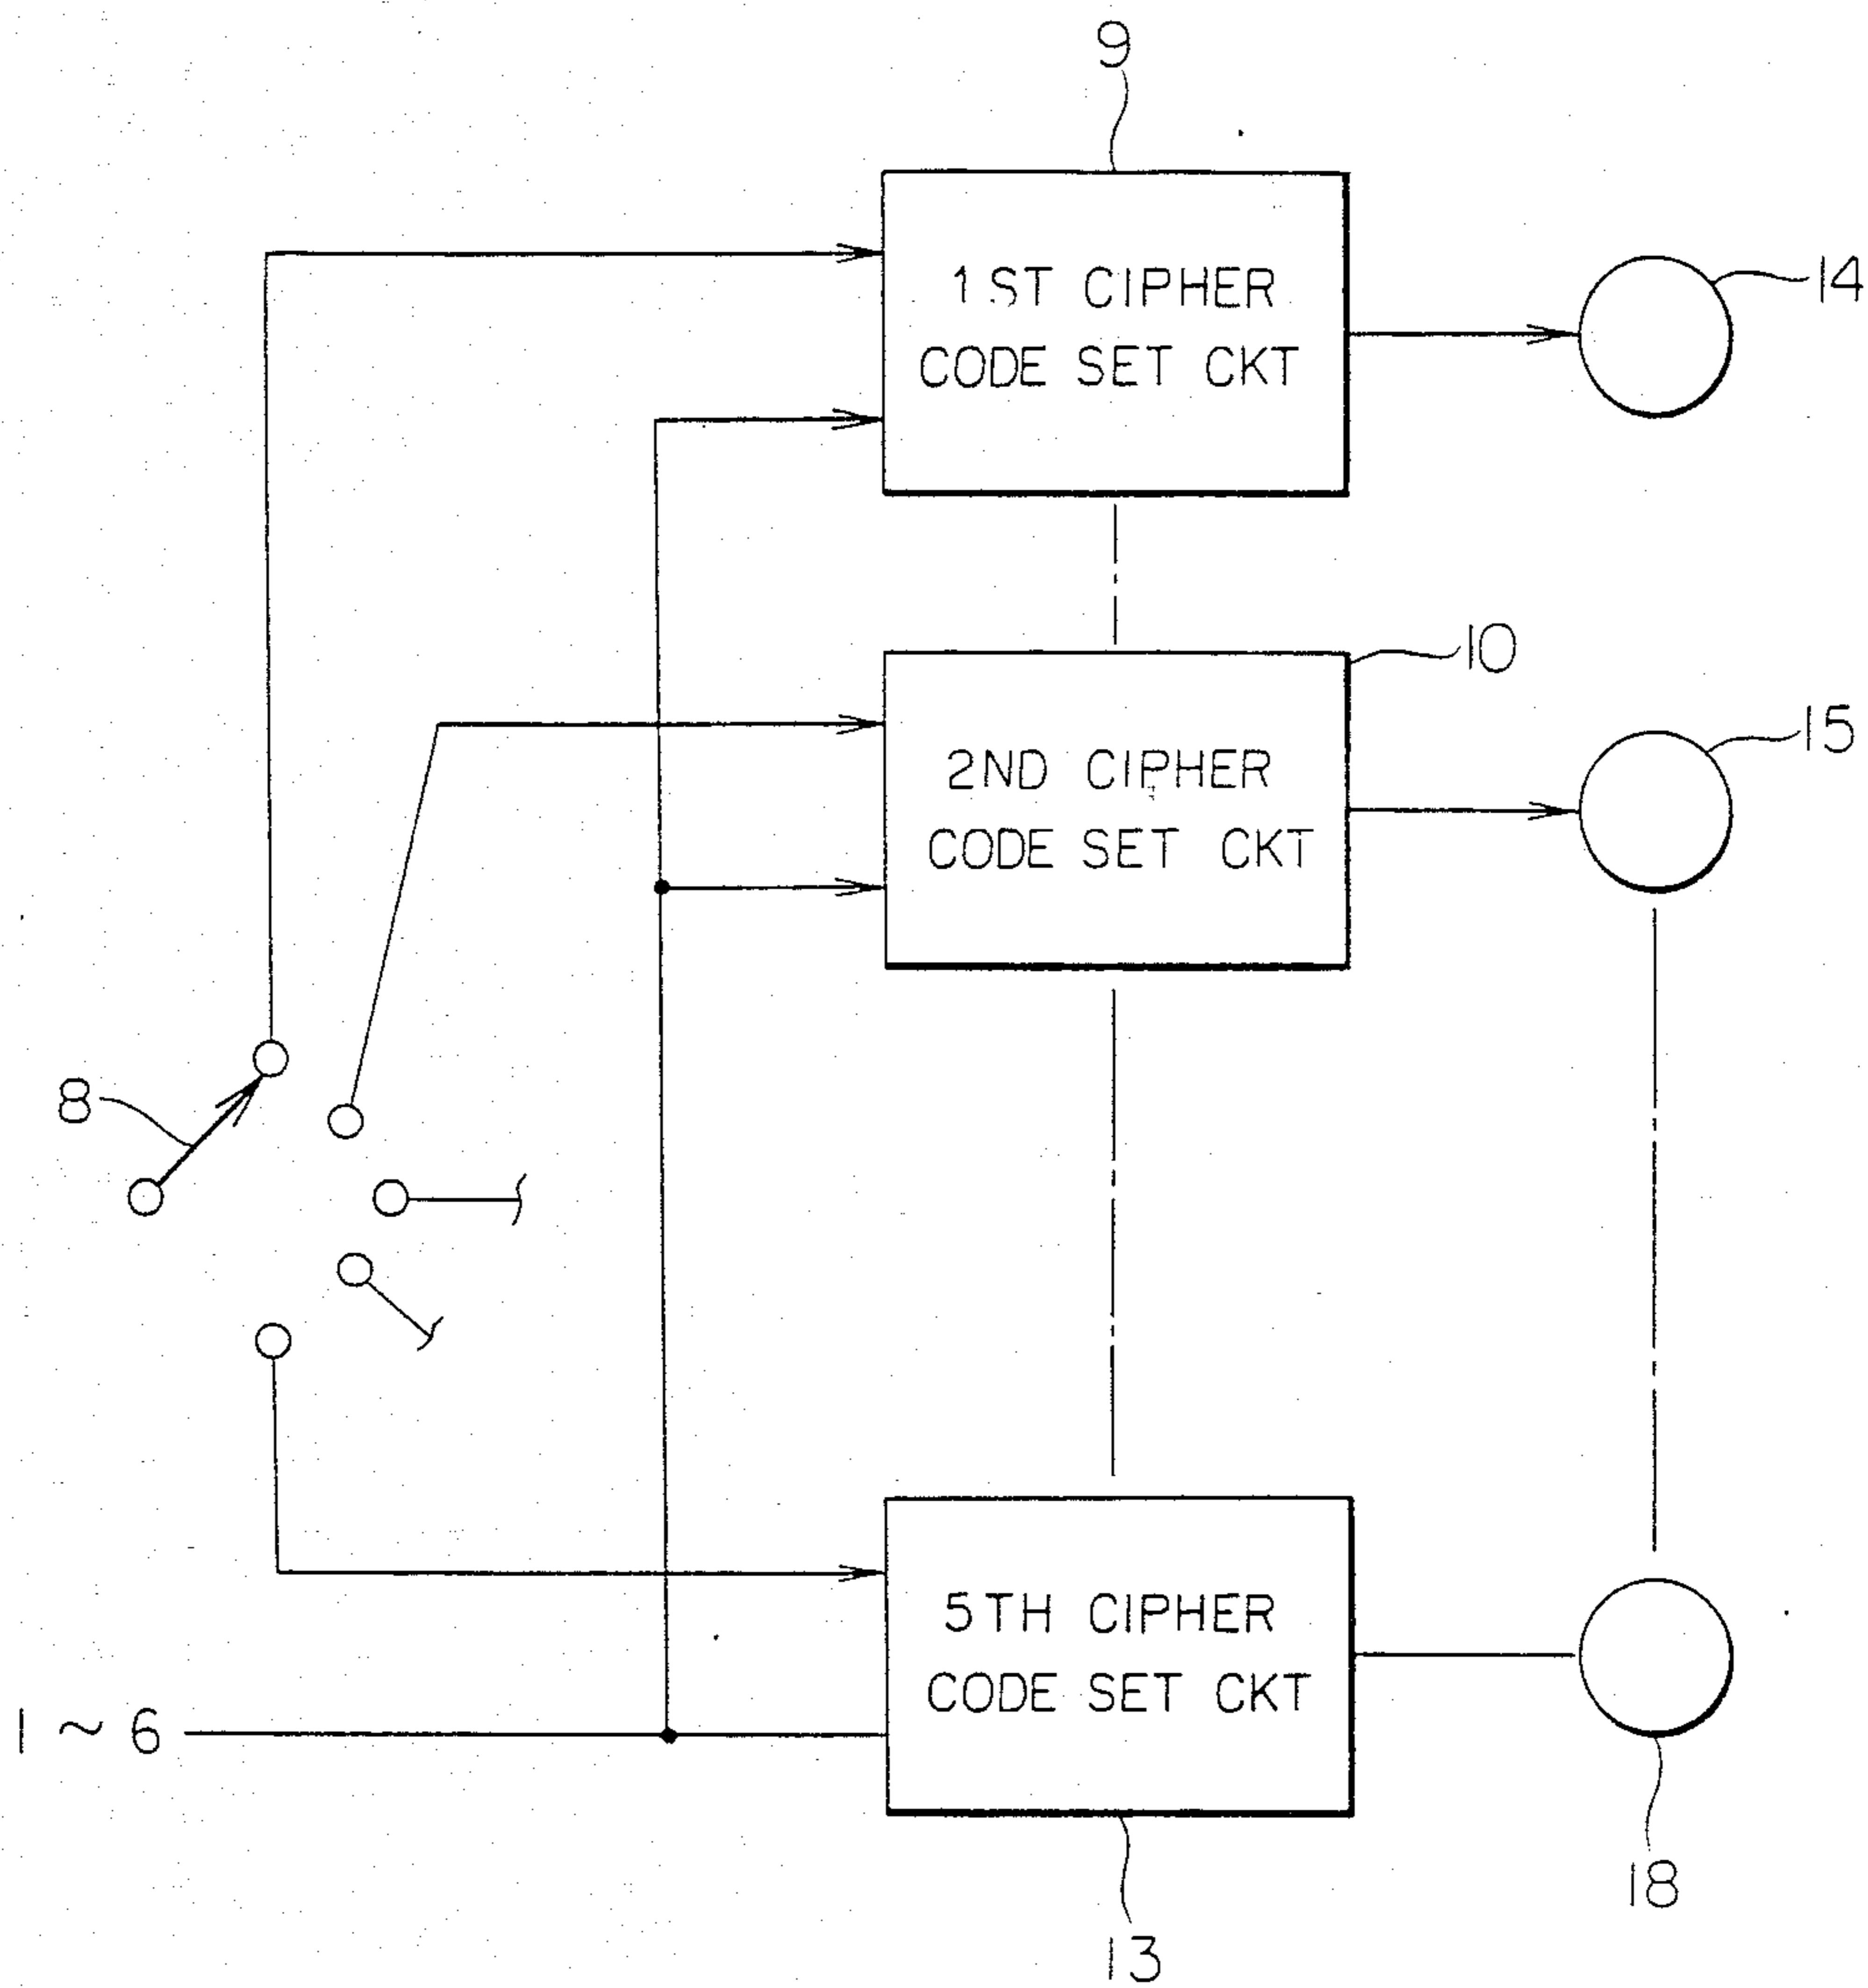 9
1ST CIPHER
CODE SET CKT
14
10
2ND CIPHER
CODE SET CKT
15
8
5TH CIPHER
CODE SET CKT
1 ~ 6
18
13